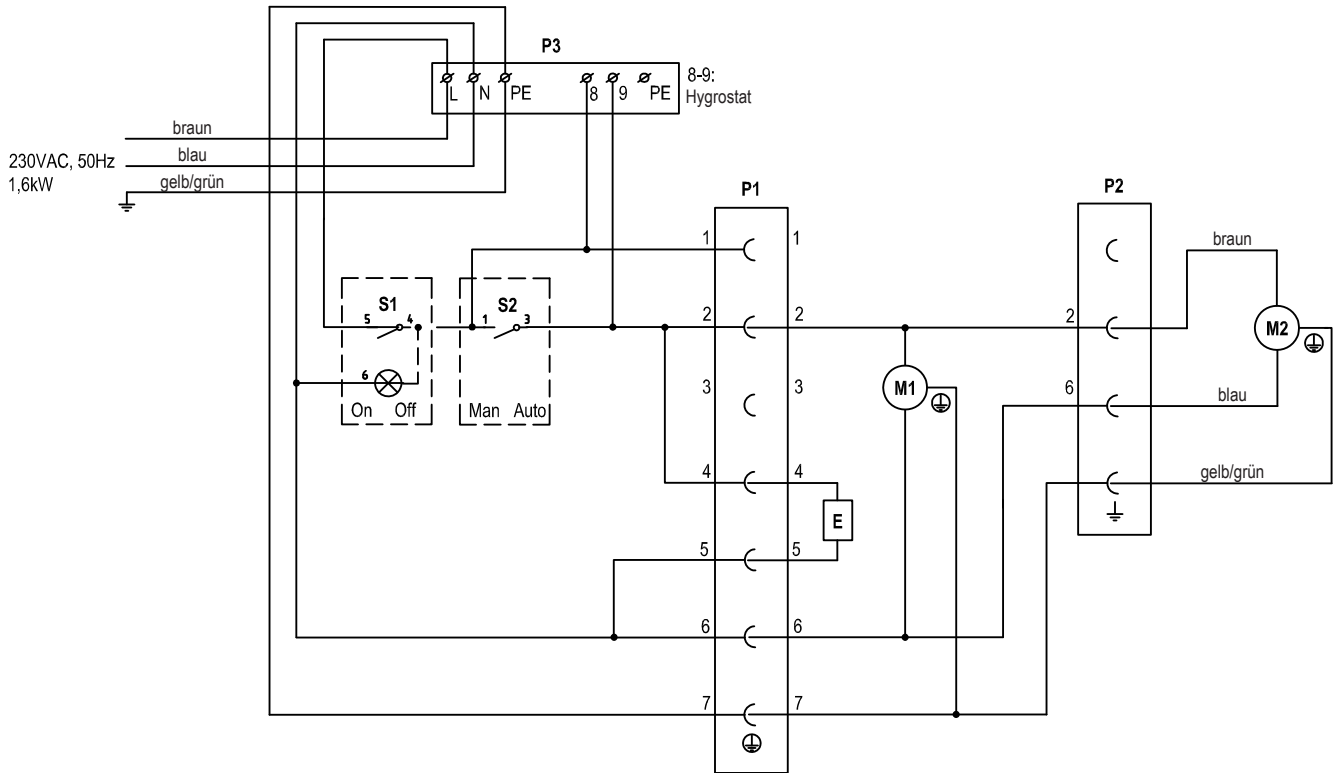 P3
L N PE 8 9 PE
8-9:
Hygrostat
braun
230VAC, 50Hz
blau
1,6kW
gelb/grün
P1
P2
1 1
braun
S1
S2
5 4
1 3
2 2
2
M2
6
On Off
Man Auto
3 3
M1
6
blau
4 4
gelb/grün
E
5 5
6 6
7 7